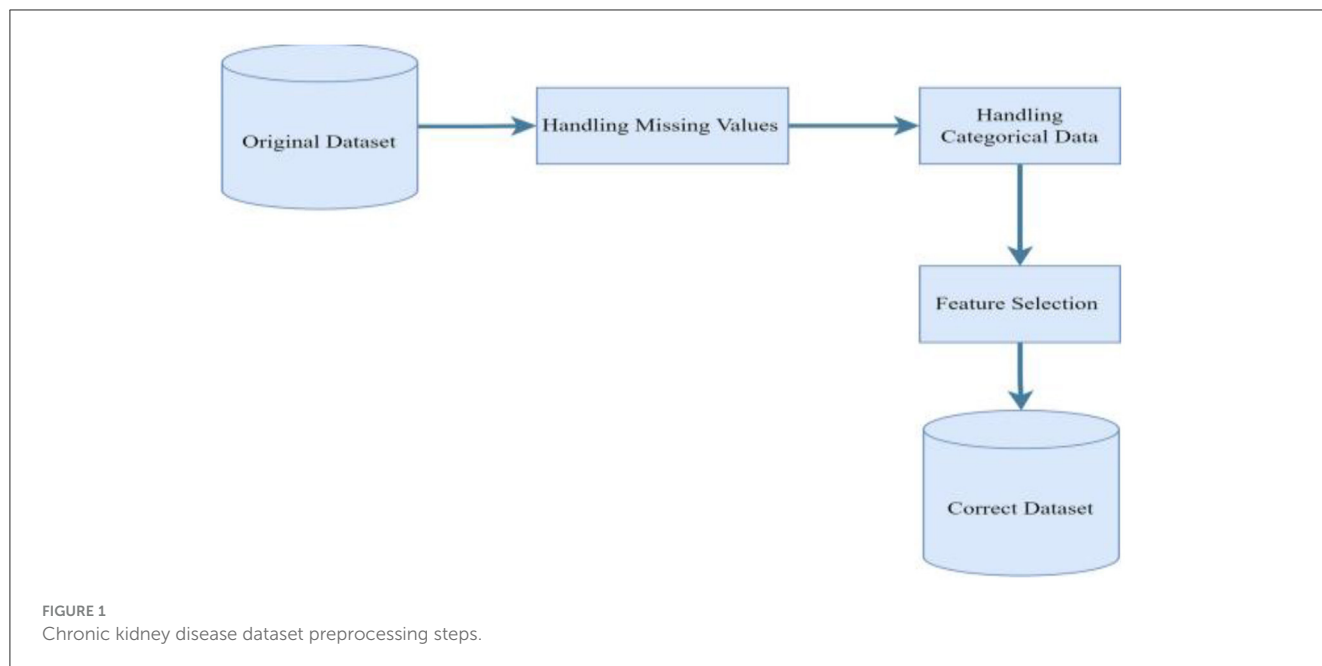 Original Dataset
Handling Missing Values
Handling
Categorical Data
Feature Selection
Correct Dataset
FIGURE 1
Chronic kidney disease dataset preprocessing steps.